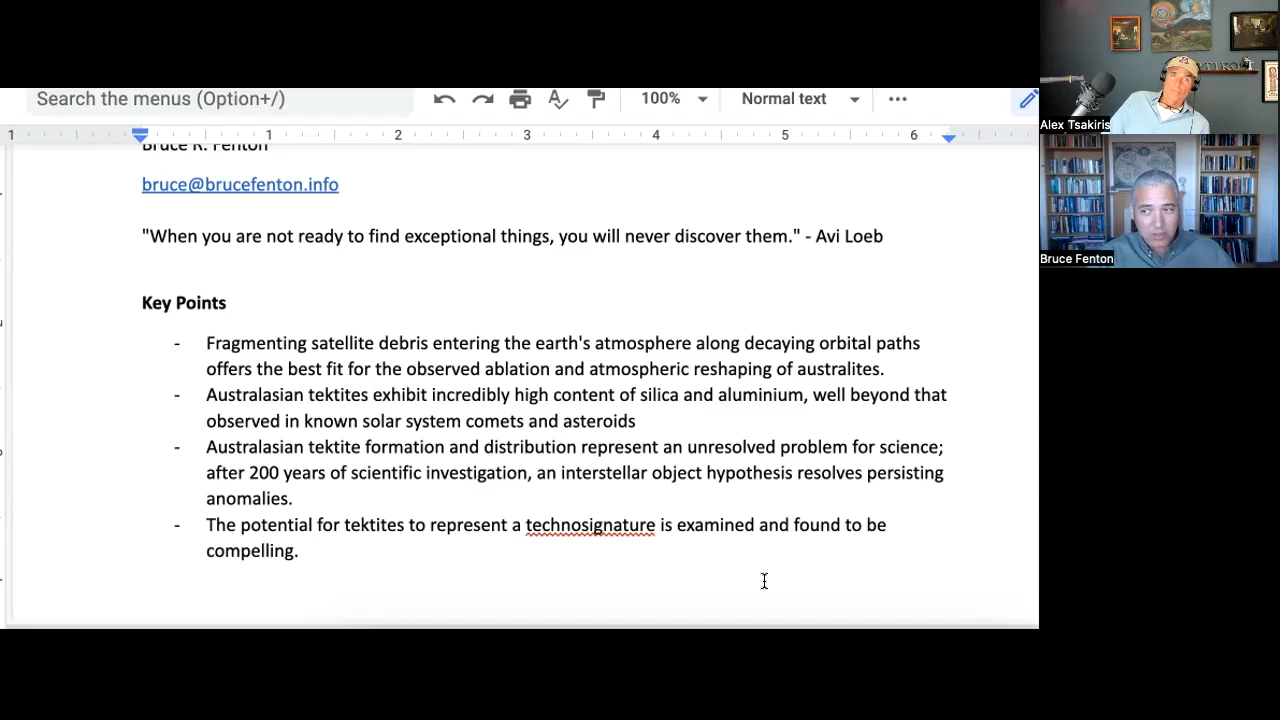 Search the menus (Option+/)
100%
Normal text
1 1 2 3 4 5 6
Bruce R. Fenton
bruce@brucefenton.info
"When you are not ready to find exceptional things, you will never discover them." - Avi Loeb
Key Points
- Fragmenting satellite debris entering the earth's atmosphere along decaying orbital paths
offers the best fit for the observed ablation and atmospheric reshaping of australites.
- Australasian tektites exhibit incredibly high content of silica and aluminium, well beyond that
observed in known solar system comets and asteroids
- Australasian tektite formation and distribution represent an unresolved problem for science;
after 200 years of scientific investigation, an interstellar object hypothesis resolves persisting
anomalies.
- The potential for tektites to represent a technosignature is examined and found to be
compelling.
Alex Tsakiris
Bruce Fenton